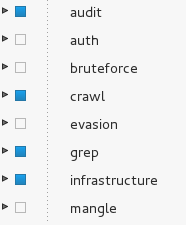 audit
auth
bruteforce
crawl
evasion
grep
infrastructure
mangle